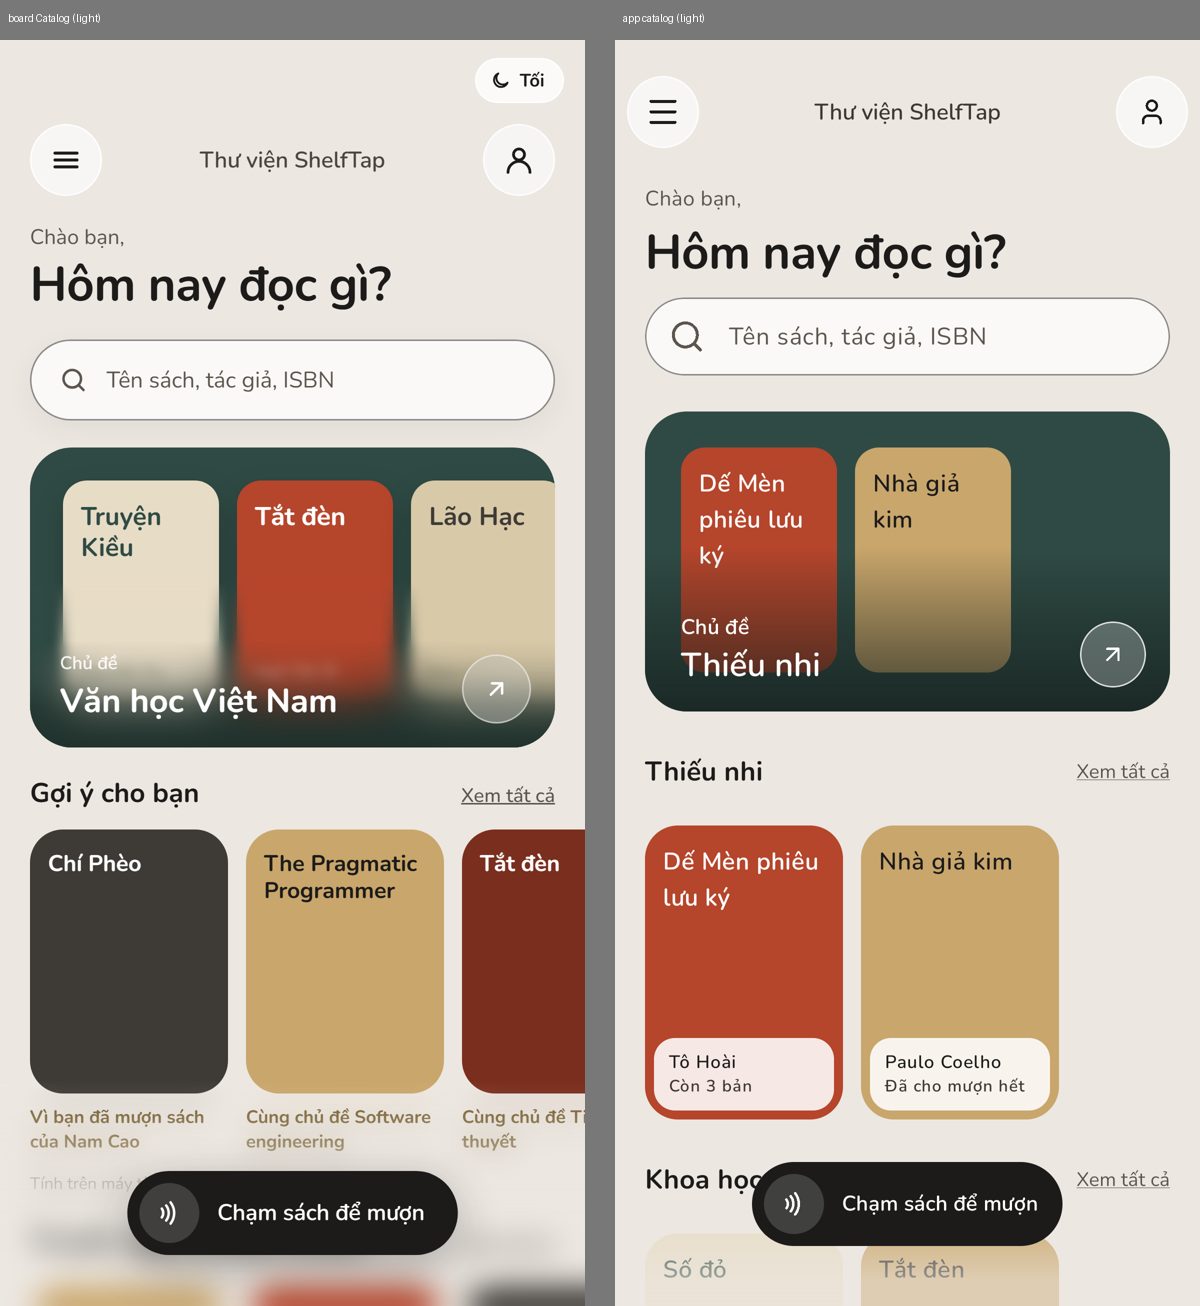 board Catalog (light)
Tối
Thư viện ShelfTap
Chào bạn,
Hôm nay đọc gì?
Tên sách, tác giả, ISBN
Truyện
Kiều
Tắt đèn
Lão Hạc
Chủ đề
Văn học Việt Nam
Gợi ý cho bạn
Xem tất cả
Chí Phèo
The Pragmatic
Programmer
Tắt đèn
Vì bạn đã mượn sách
của Nam Cao
Cùng chủ đề Software
engineering
Cùng chủ đề Ti
thuyết
Tính trên máy
Chạm sách để mượn
app catalog (light)
Thư viện ShelfTap
Chào bạn,
Hôm nay đọc gì?
Tên sách, tác giả, ISBN
Dế Mèn
phiêu lưu
ký
Nhà giả
kim
Chủ đề
Thiếu nhi
Thiếu nhi
Xem tất cả
Dế Mèn phiêu
lưu ký
Tô Hoài
Còn 3 bản
Nhà giả kim
Paulo Coelho
Đã cho mượn hết
Khoa học
Xem tất cả
Chạm sách để mượn
Số đỏ
Tắt đèn